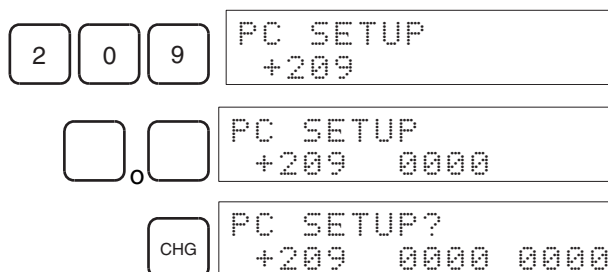 2 0 9
PC SETUP
+209
o
PC SETUP
+209 0000
CHG
PC SETUP?
+209 0000 0000